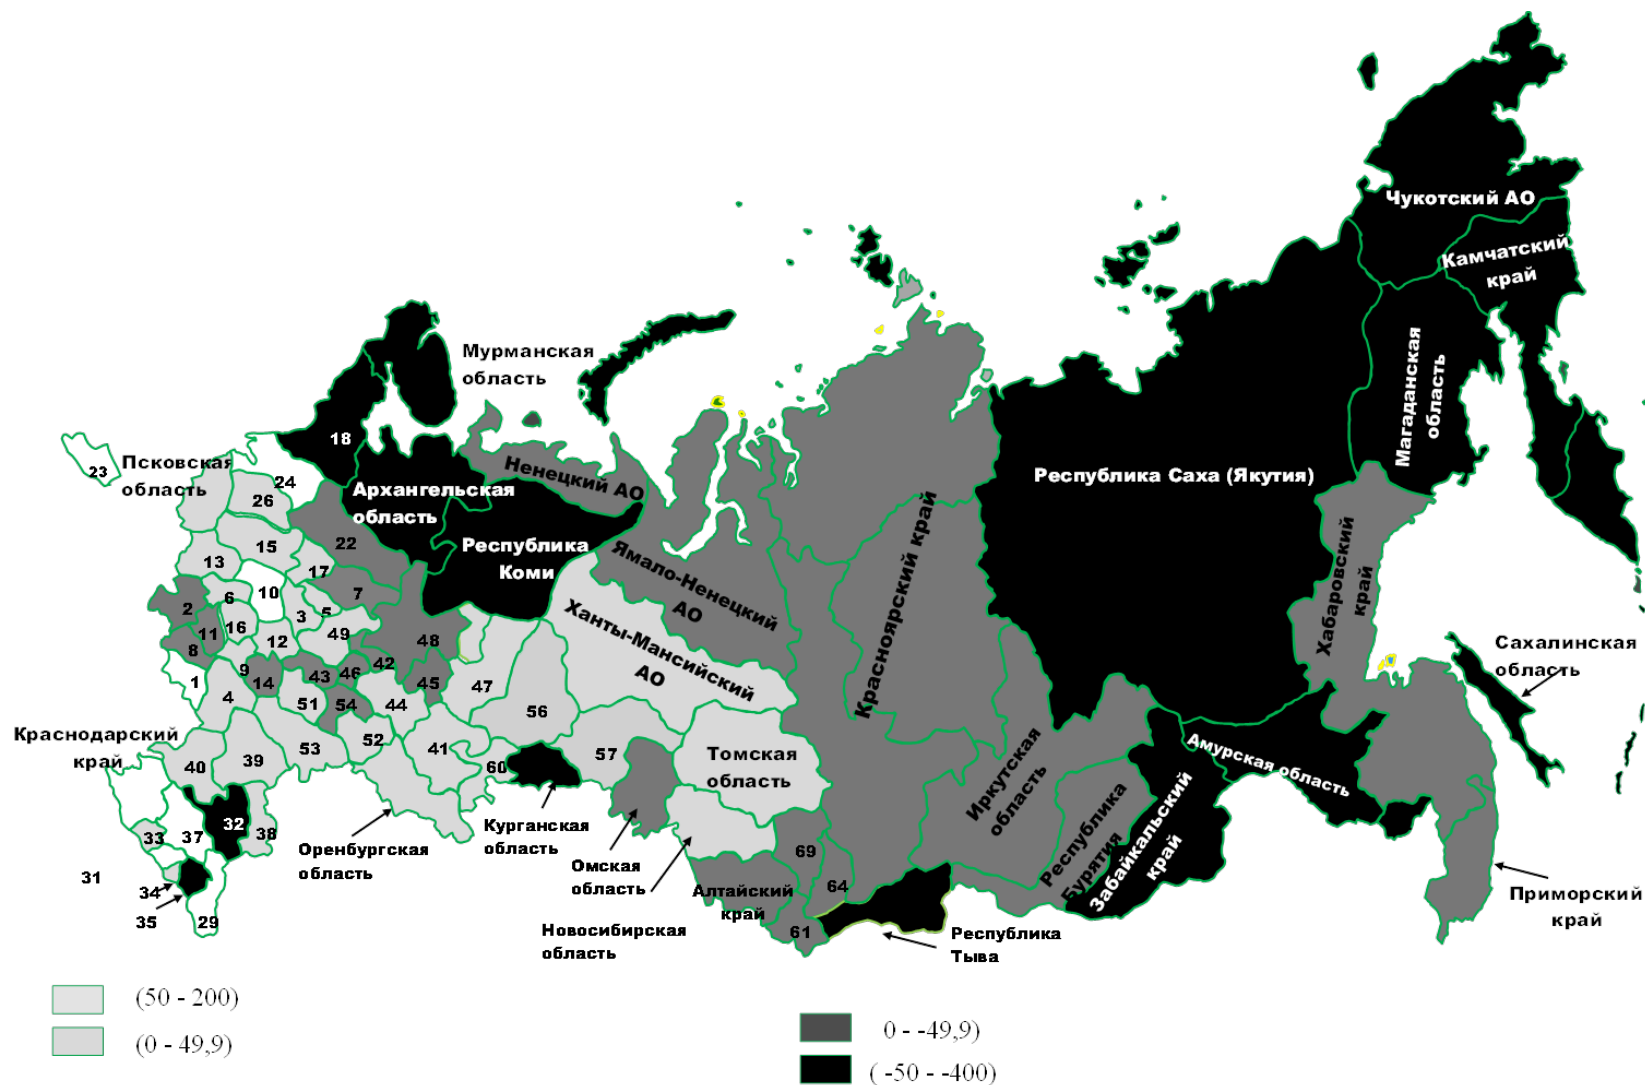 Чукотский АО
Камчатский
край
Мурманская
область
Магаданская
область
18
23
Псковская
область
24
26
Ненецкий АО
Архангельская
область
Республика Саха (Якутия)
Республика
Коми
Ямало-Ненецкий
АО
Красноярский край
Хабаровский
край
22
15
13
17
7
10
6
2
3
5
16
11
12
49
48
8
9
14
43
46
42
45
1
4
51
54
44
47
Ханты-Мансийский
АО
56
Сахалинская
область
Краснодарский
край
40
39
53
52
41
60
57
Томская
область
Иркутская
область
Амурская область
Республика
Бурятия
Забайкальский
край
33
37
32
38
31
34
35
29
Оренбургская
область
Курганская
область
Омская
область
Новосибирская
область
Алтайский
край
69
64
61
Республика
Тыва
Приморский
край
(50 - 200)
(0 - 49,9)
0 - -49,9)
( -50 - -400)